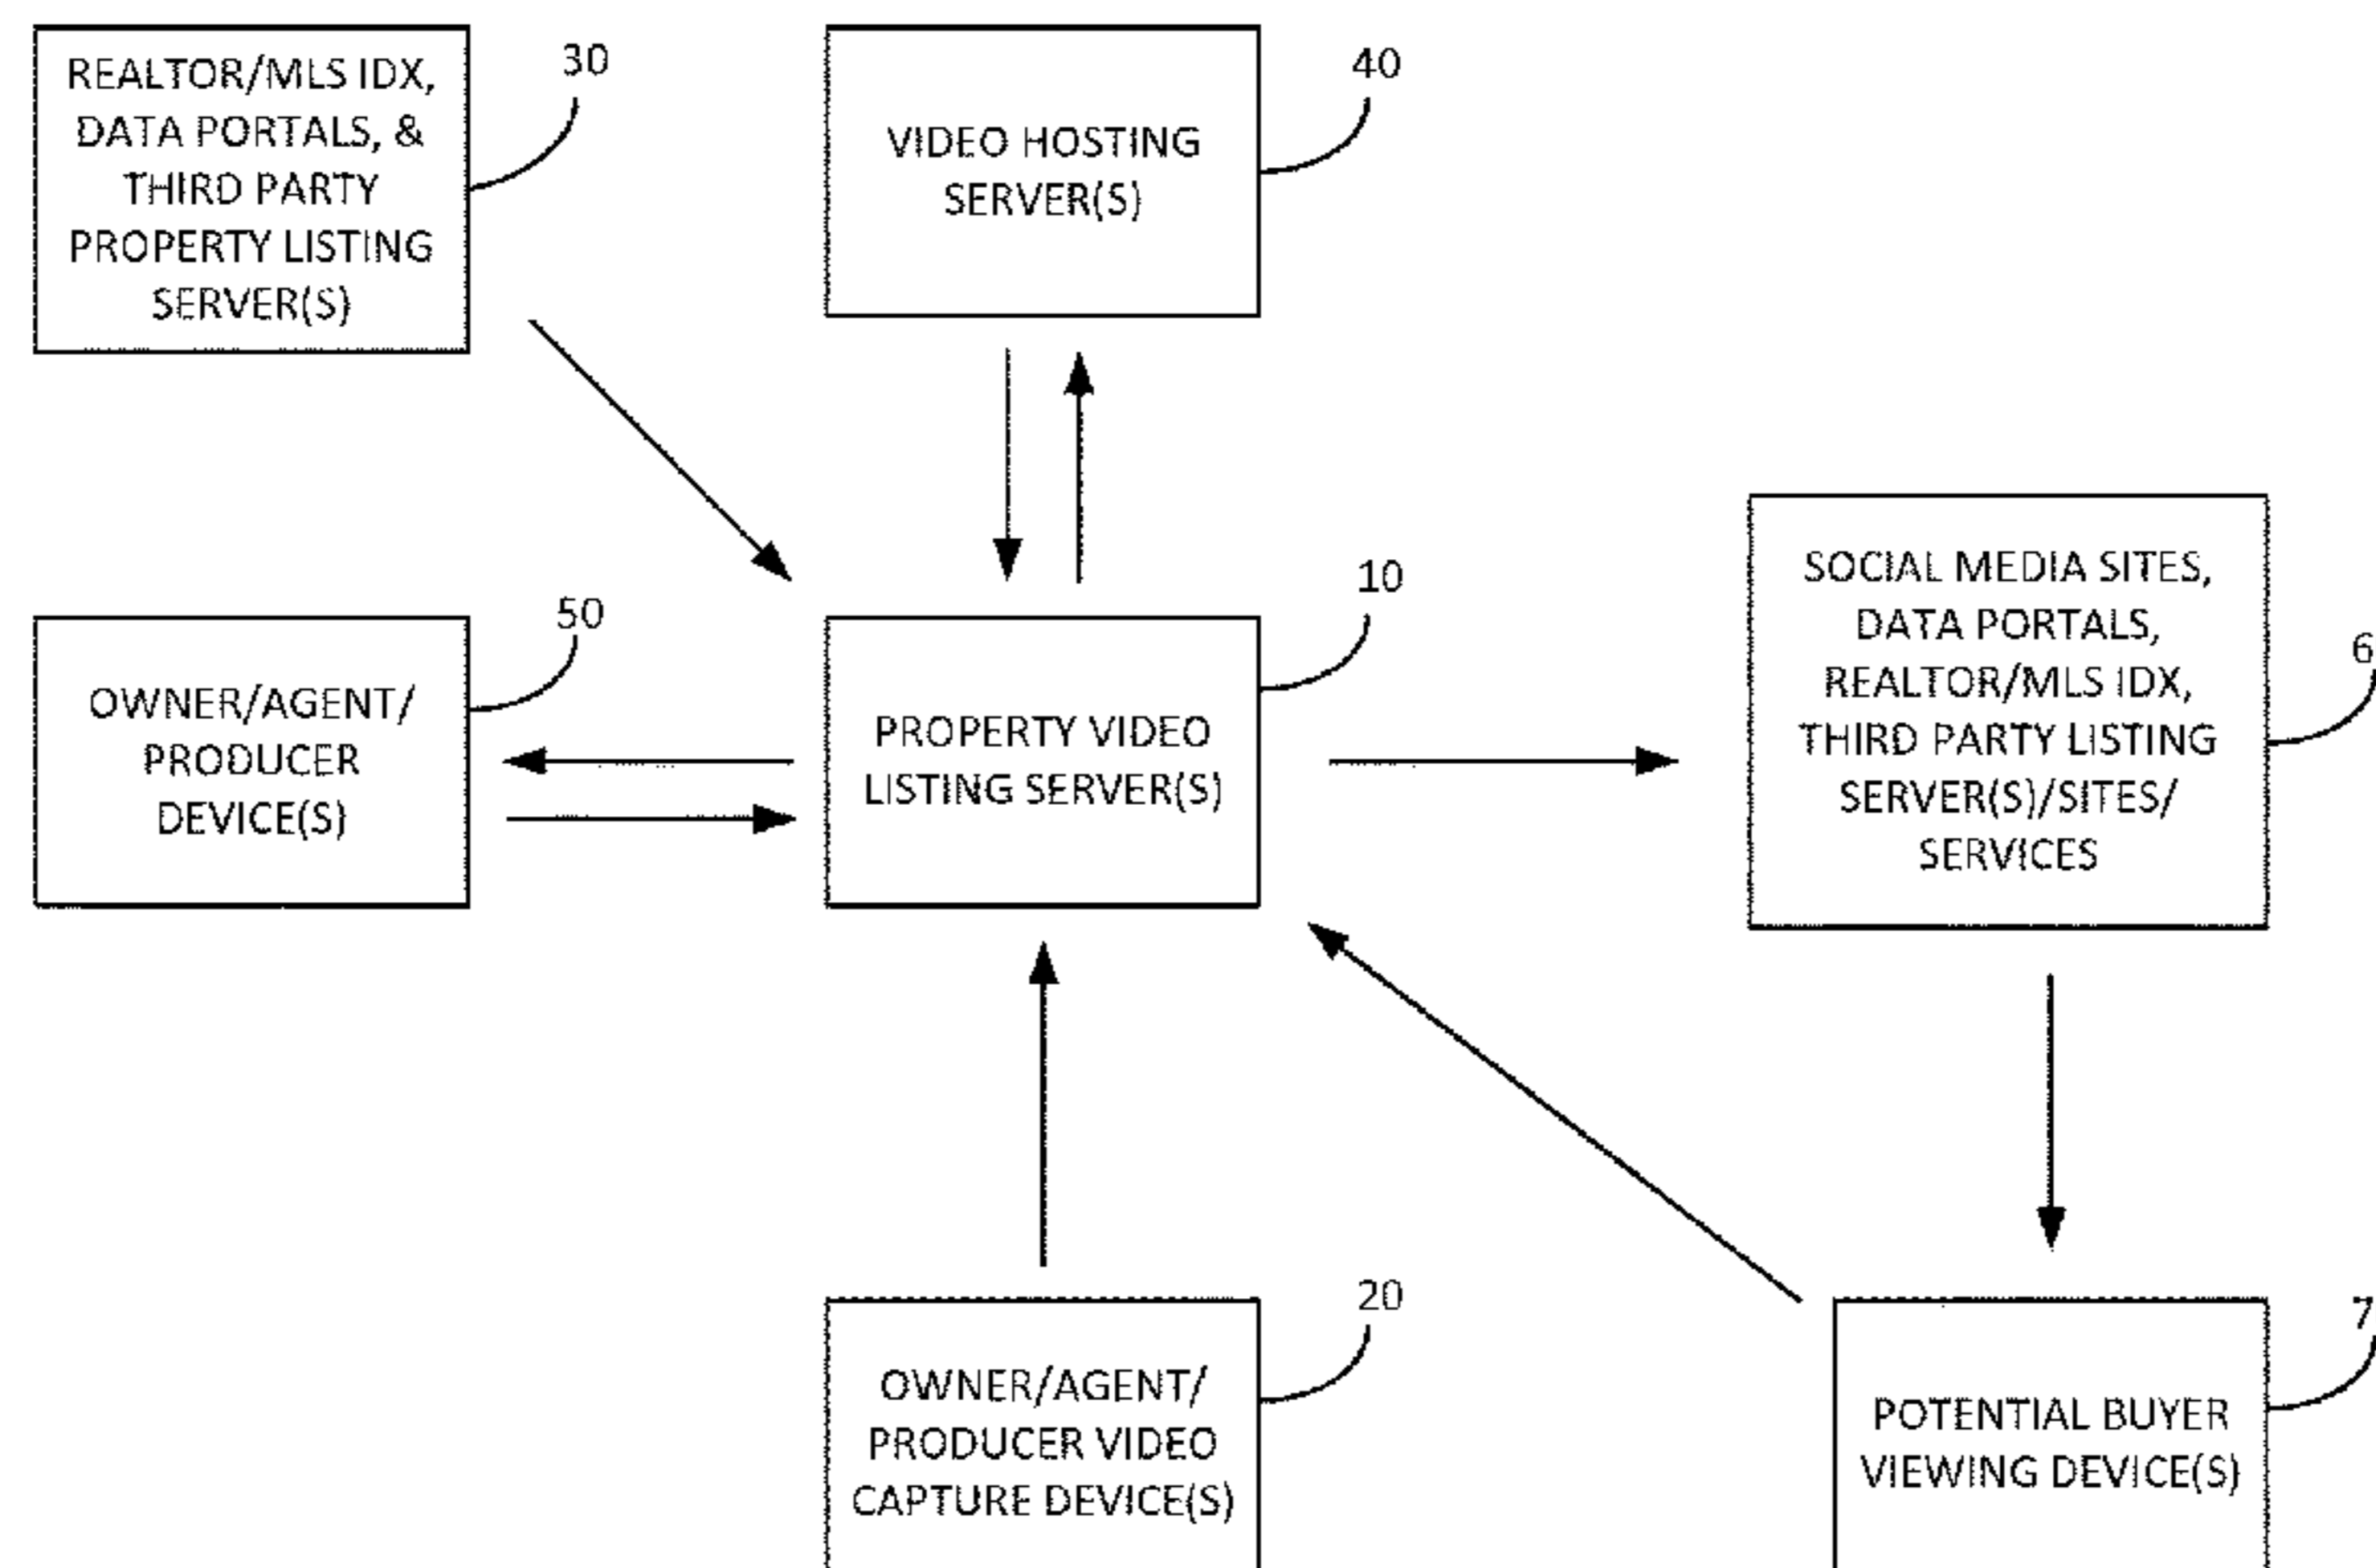 REALTOR/MLS IDX,
DATA PORTALS, &
THIRD PARTY
PROPERTY LISTING
SERVER(S)
30
VIDEO HOSTING
SERVER(S)
40
OWNER/AGENT/
PRODUCER
DEVICE(S)
50
PROPERTY VIDEO
LISTING SERVER(S)
10
SOCIAL MEDIA SITES,
DATA PORTALS,
REALTOR/MLS IDX,
THIRD PARTY LISTING
SERVER(S)/SITES/
SERVICES
6
OWNER/AGENT/
PRODUCER VIDEO
CAPTURE DEVICE(S)
20
POTENTIAL BUYER
VIEWING DEVICE(S)
7